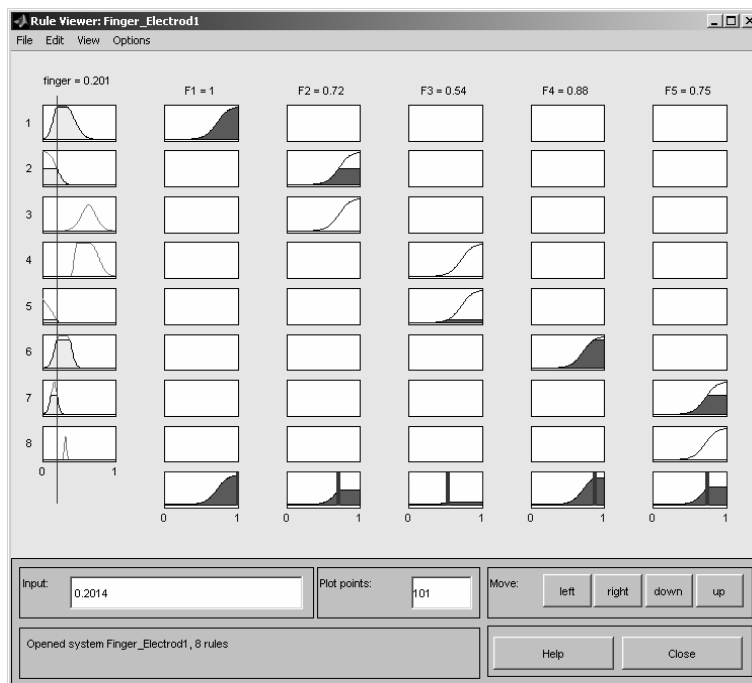 Rule Viewer: Finger_Electrod1
File Edit View Options
finger = 0.201
F1 = 1 F2 = 0.72 F3 = 0.54 F4 = 0.88 F5 = 0.75
1
2
3
4
5
6
7
8
0 1
0 1 0 1 0 1 0 1 0 1
Input: 0.2014 Plot points: 101 Move: left right down up
Opened system Finger_Electrod1, 8 rules
Help Close